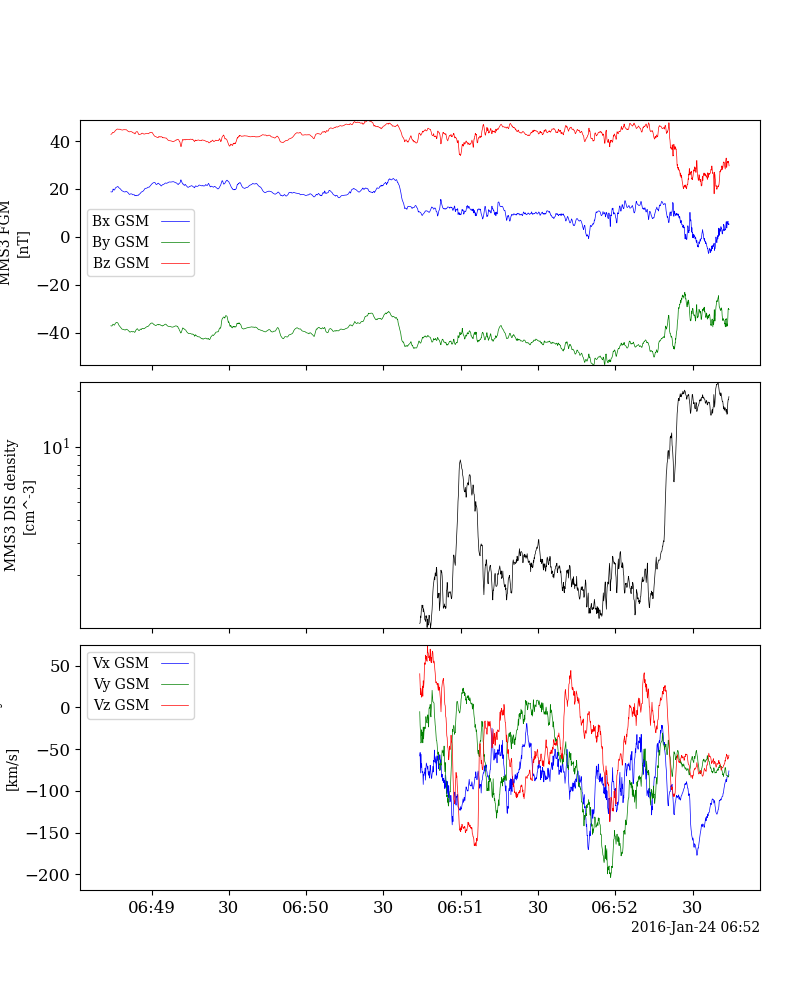 40
20
0
−20
−40
MMS3 FGM
[nT]
Bx GSM
By GSM
Bz GSM
10^1
MMS3 DIS density
[cm^-3]
50
0
−50
−100
−150
−200
[km/s]
Vx GSM
Vy GSM
Vz GSM
06:49 30 06:50 30 06:51 30 06:52 30
2016-Jan-24 06:52